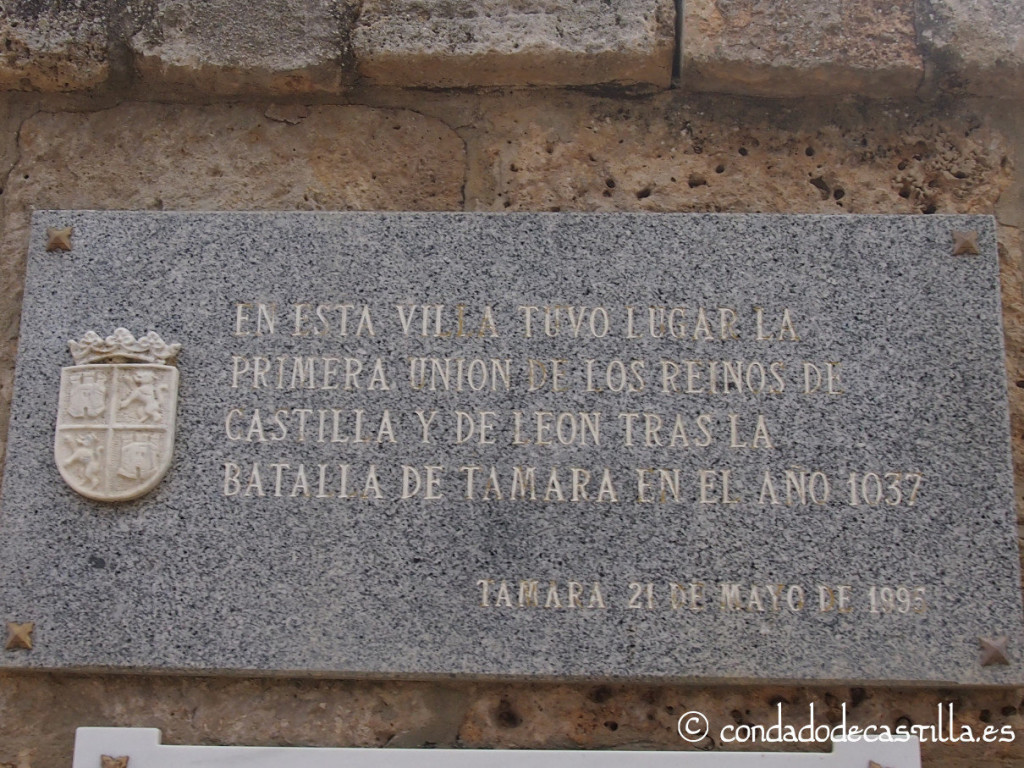 EN ESTA VILLA TUVO LUGAR LA
PRIMERA UNION DE LOS REINOS DE
CASTILLA Y DE LEON TRAS LA
BATALLA DE TAMARA EN EL AÑO 1037
TAMARA 21 DE MAYO DE 1995
© condadodecastilla.es